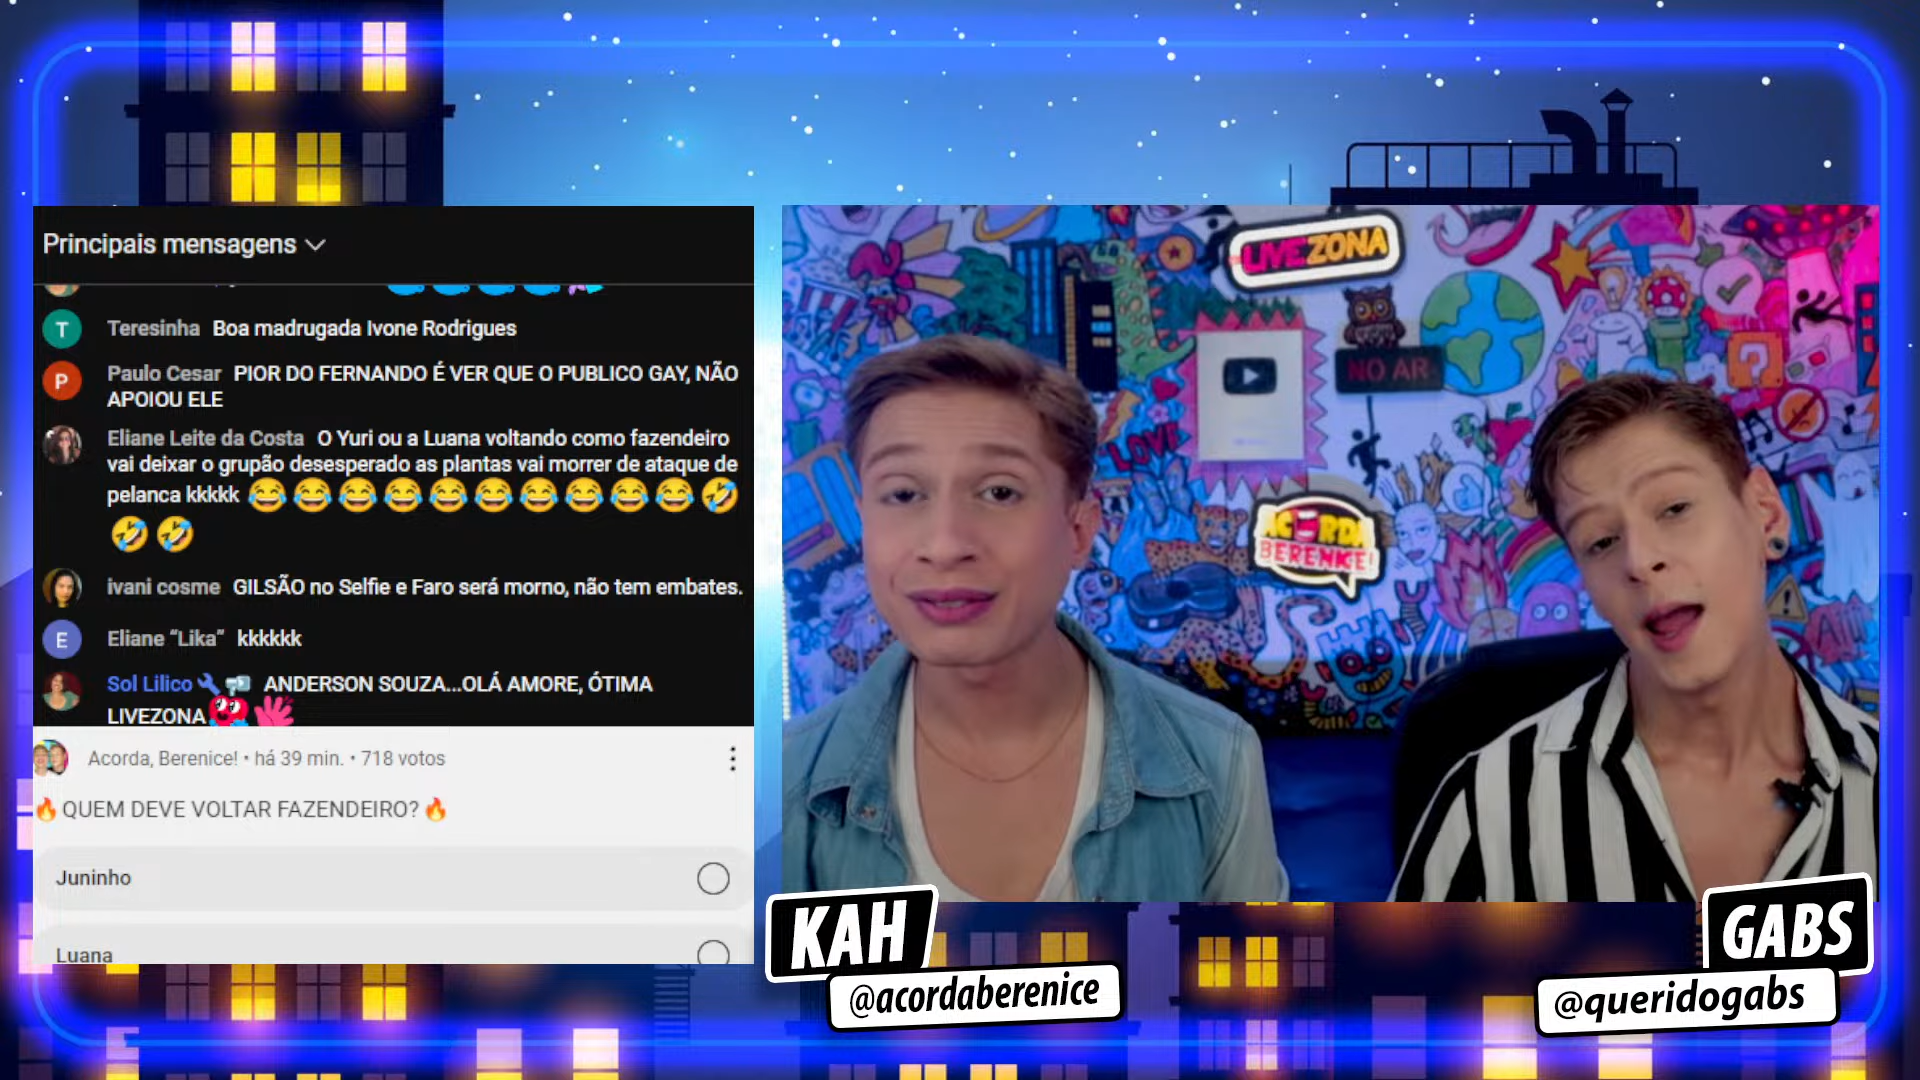 Principais mensagens
Teresinha Boa madrugada Ivone Rodrigues
Paulo Cesar PIOR DO FERNANDO É VER QUE O PUBLICO GAY, NÃO
APOIOU ELE
Eliane Leite da Costa O Yuri ou a Luana voltando como fazendeiro
vai deixar o grupão desesperado as plantas vai morrer de ataque de
pelanca kkkkk 😂😂😂😂😂😂😂😂😂😂🤣
🤣🤣
ivani cosme GILSÃO no Selfie e Faro será morno, não tem embates.
E
Eliane “Lika” kkkkkk
Sol Lilico ANDERSON SOUZA...OLÁ AMORE, ÓTIMA
LIVEZONA
T
P
Acorda, Berenice! • há 39 min. • 718 votos
🔥 QUEM DEVE VOLTAR FAZENDEIRO? 🔥
Juninho
Luana
LIVEZONA
NO AR
LOVE
ACORDA
BERENICE!
KAH
@acordaberenice
GABS
@queridogabs